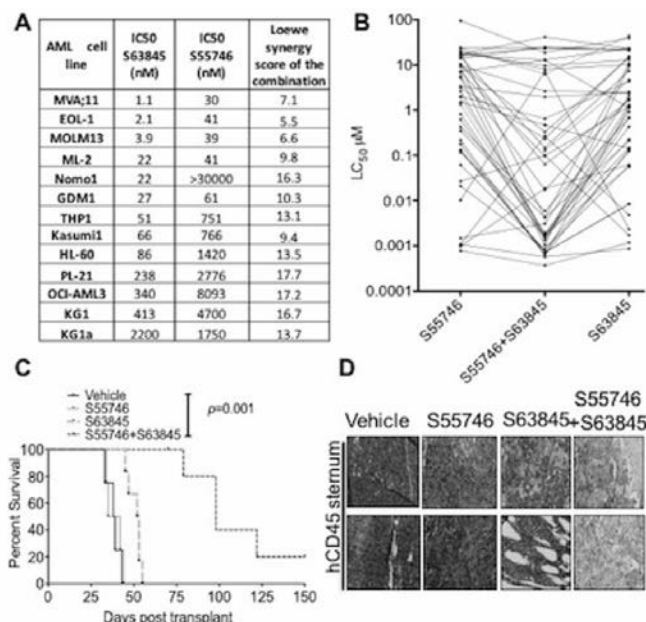 A
AML cell line
IC50 S63845 (nM)
IC50 S55746 (nM)
Loewe synergy score of the combination
MVA;11 1.1 30 7.1
EOL-1 2.1 41 5.5
MOLM13 3.9 39 6.6
ML-2 22 41 9.8
Nomo1 22 >30000 16.3
GDM1 27 61 10.3
THP1 51 751 13.1
Kasumi1 66 766 9.4
HL-60 86 1420 13.5
PL-21 238 2776 17.7
OCI-AML3 340 8093 17.2
KG1 413 4700 16.7
KG1a 2200 1750 13.7
B
LC50 µM
100
10
1
0.1
0.01
0.001
0.0001
S55746
S55746+S63845
S63845
C
Vehicle
S55746
S63845
S55746+S63845
p=0.001
Percent Survival
100
80
60
40
20
0
0 25 50 75 100 125 150
Days post transplant
D
Vehicle
S55746
S63845
S55746
+S63845
hCD45 sternum